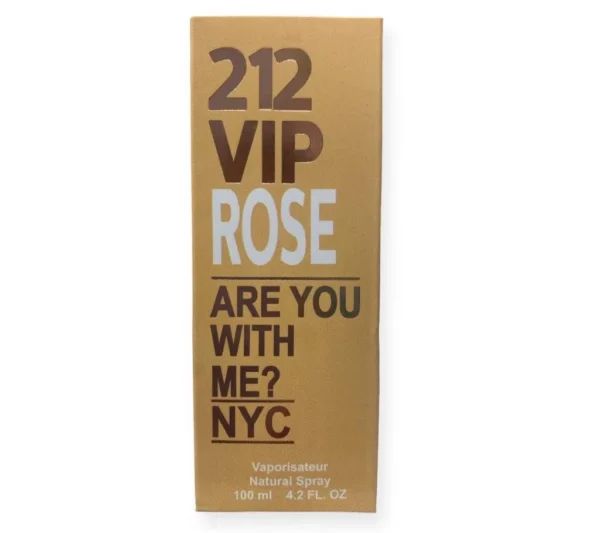 212
VIP
ROSE
ARE YOU
WITH
ME?
NYC
Vaporisateur
Natural Spray
100 ml 4.2 FL. OZ